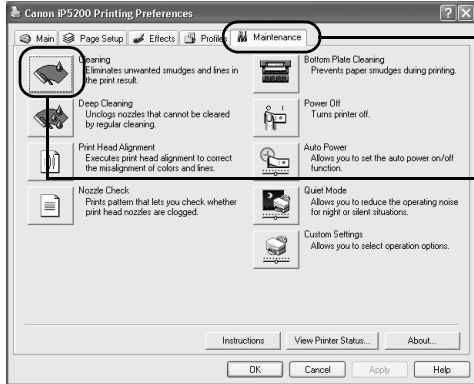 Canon iP5200 Printing Preferences
Main
Page Setup
Effects
Profiles
Maintenance
Cleaning
Eliminates unwanted smudges and lines in
the print result.
Deep Cleaning
Unclogs nozzles that cannot be cleared
by regular cleaning.
Print Head Alignment
Executes print head alignment to correct
the misalignment of colors and lines.
Nozzle Check
Prints pattern that lets you check whether
print head nozzles are clogged.
Bottom Plate Cleaning
Prevents paper smudges during printing.
Power Off
Turns printer off.
Auto Power
Allows you to set the auto power on/off
function.
Quiet Mode
Allows you to reduce the operating noise
for night or silent situations.
Custom Settings
Allows you to select operation options.
Instructions
View Printer Status...
About...
OK
Cancel
Apply
Help